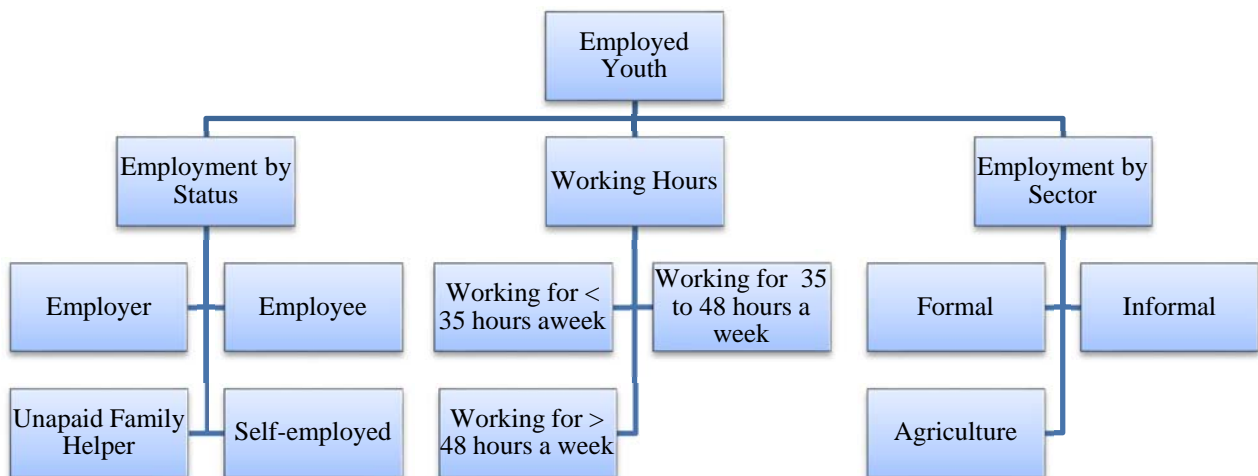 Employed
Youth
Employment by
Status
Working Hours
Employment by
Sector
Employer
Employee
Unapaid Family
Helper
Self-employed
Working for <
35 hours aweek
Working for  35
to 48 hours a
week
Working for >
48 hours a week
Formal
Informal
Agriculture